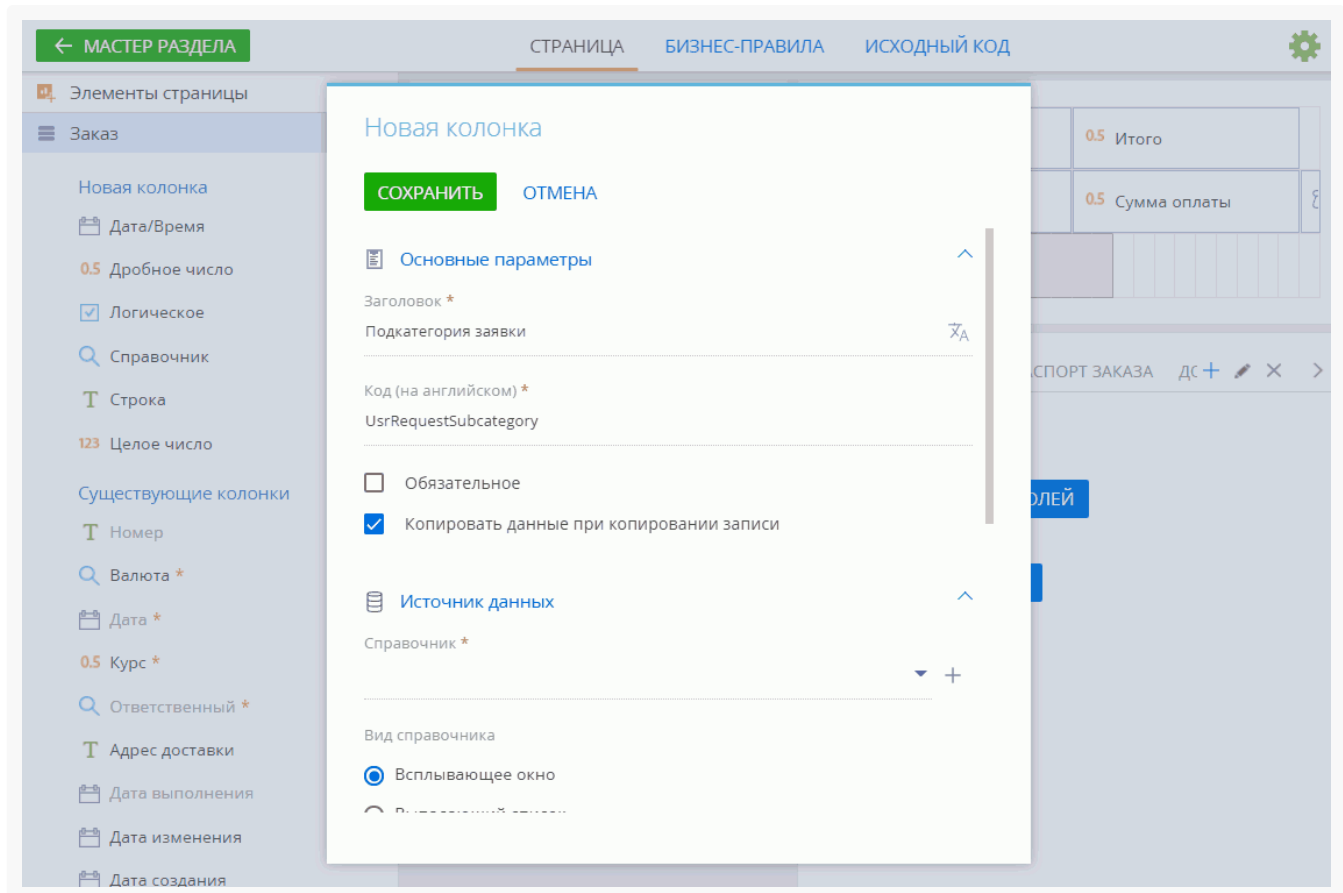 ← МАСТЕР РАЗДЕЛА
СТРАНИЦА БИЗНЕС-ПРАВИЛА ИСХОДНЫЙ КОД
Элементы страницы
Заказ
Новая колонка
Дата/Время
0.5 Дробное число
Логическое
Справочник
T Строка
123 Целое число
Существующие колонки
T Номер
Валюта *
Дата *
0.5 Курс *
Ответственный *
T Адрес доставки
Дата выполнения
Дата изменения
Дата создания
Новая колонка
СОХРАНИТЬ ОТМЕНА
Основные параметры
Заголовок *
Подкатегория заявки
Код (на английском) *
UsrRequestSubcategory
Обязательное
Копировать данные при копировании записи
Источник данных
Справочник *
Вид справочника
Всплывающее окно
0.5 Итого
0.5 Сумма оплаты
ЗАКАЗА